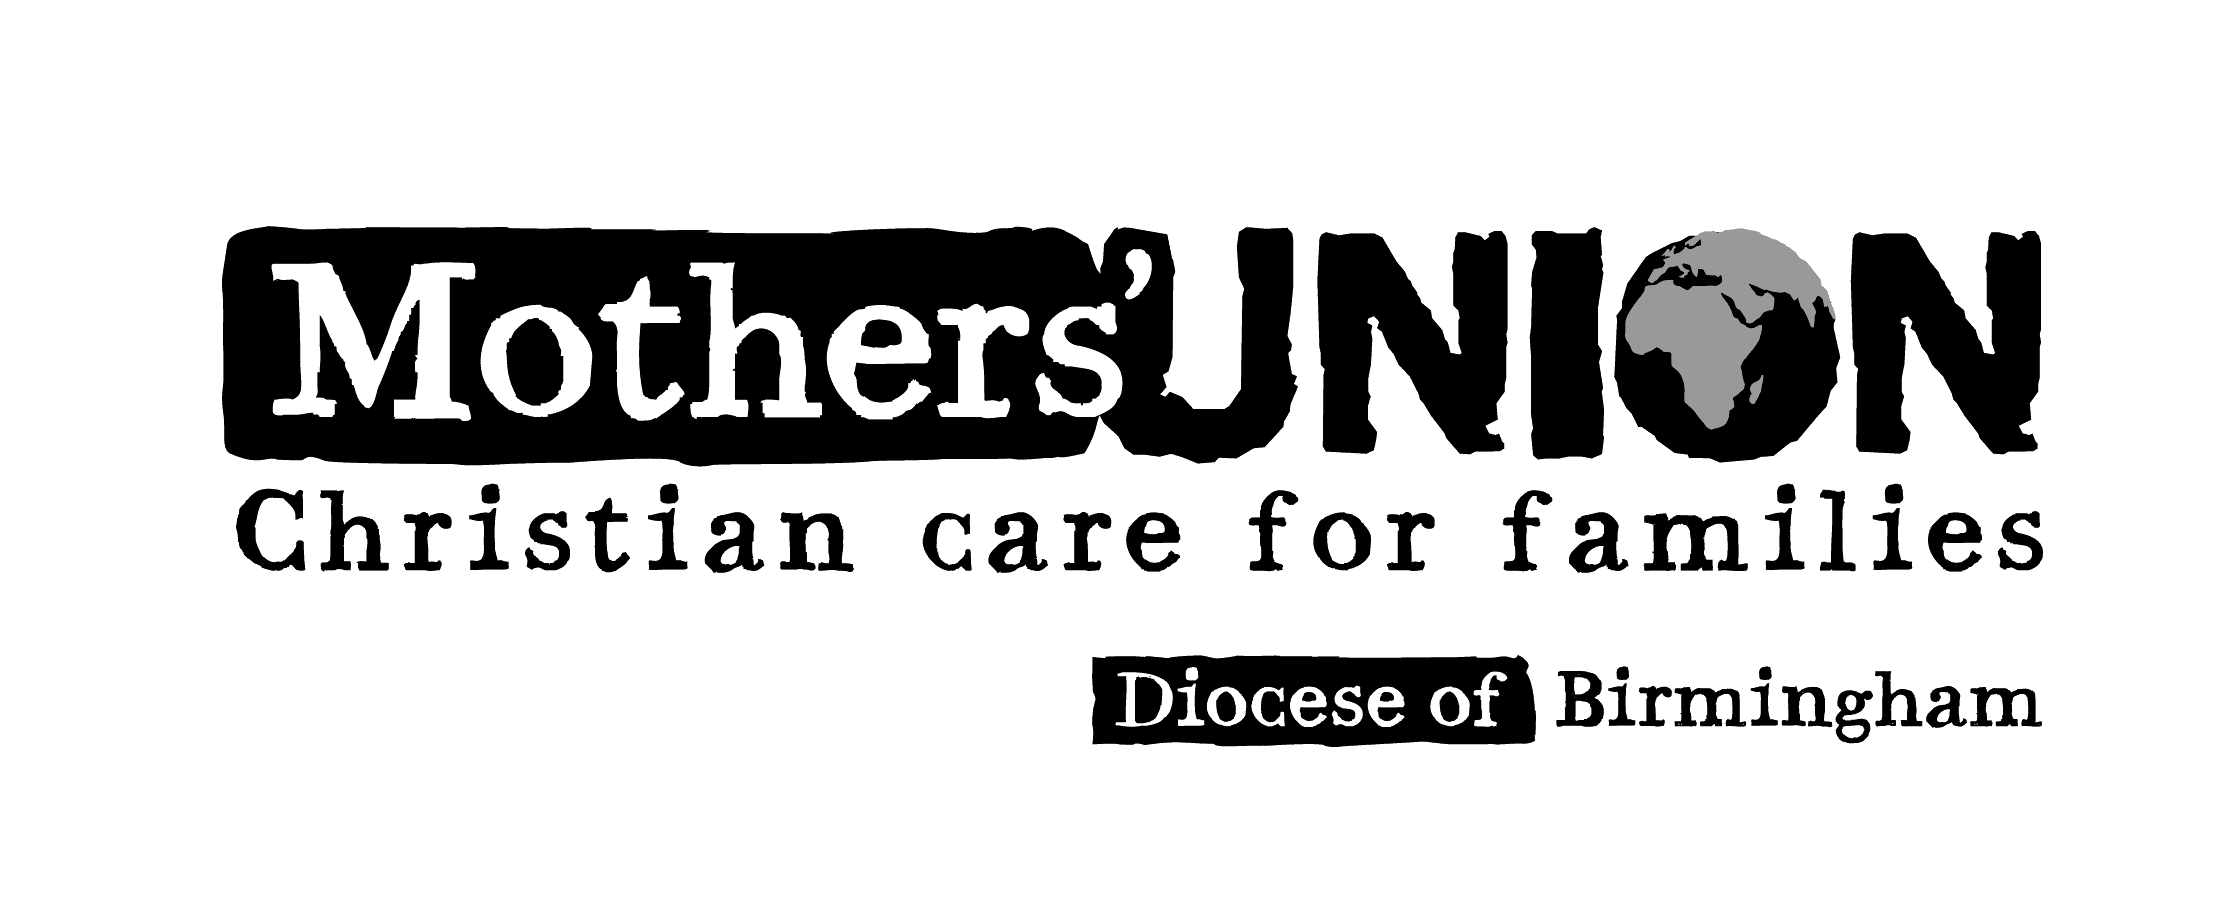 Mothers' UNION
Christian care for families
Diocese of Birmingham